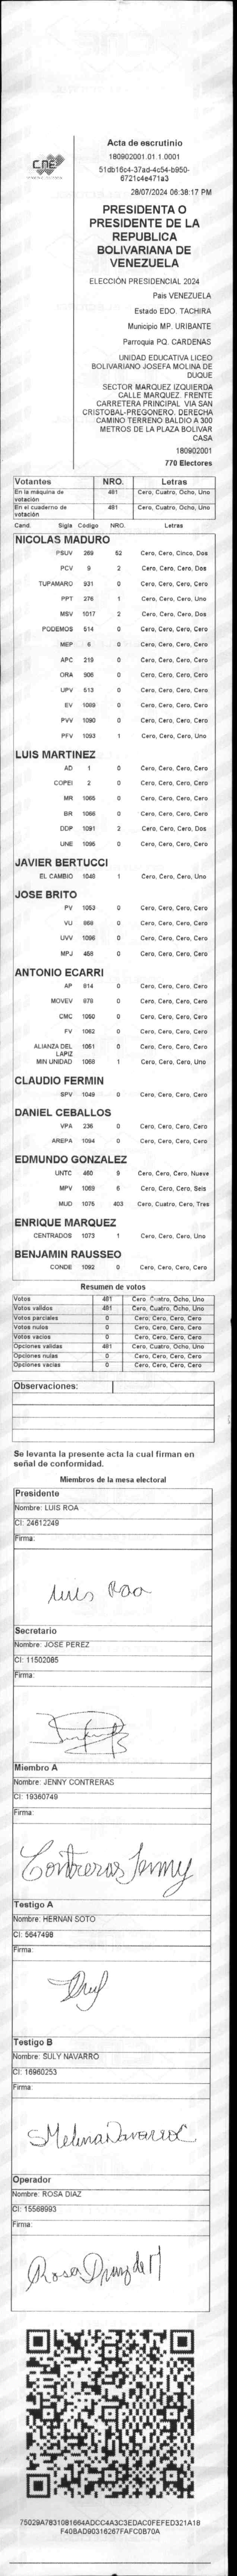 Acta de escrutinio
180902001.01.1.0001
51db16c4-37ad-4c54-b950-
6721c4e471a3
28/07/2024 06:38:17 PM
CNE
PRESIDENTA O
PRESIDENTE DE LA
REPUBLICA
BOLIVARIANA DE
VENEZUELA
ELECCIÓN PRESIDENCIAL 2024
Pais VENEZUELA
Estado EDO. TACHIRA
Municipio MP. URIBANTE
Parroquia PQ. CARDENAS
UNIDAD EDUCATIVA LICEO
BOLIVARIANO JOSEFA MOLINA DE
DUQUE
SECTOR MARQUEZ IZQUIERDA
CALLE MARQUEZ. FRENTE
CARRETERA PRINCIPAL VIA SAN
CRISTOBAL-PREGONERO. DERECHA
CAMINO TERRENO BALDIO A 300
METROS DE LA PLAZA BOLIVAR
CASA
180902001
770 Electores
Votantes NRO. Letras
En la máquina de votación 481 Cero, Cuatro, Ocho, Uno
En el cuaderno de votación 481 Cero, Cuatro, Ocho, Uno
Cand. Sigla Código NRO. Letras
NICOLAS MADURO
PSUV 269 52 Cero, Cero, Cinco, Dos
PCV 9 2 Cero, Cero, Cero, Dos
TUPAMARO 931 0 Cero, Cero, Cero, Cero
PPT 276 1 Cero, Cero, Cero, Uno
MSV 1017 2 Cero, Cero, Cero, Dos
PODEMOS 514 0 Cero, Cero, Cero, Cero
MEP 6 0 Cero, Cero, Cero, Cero
APC 219 0 Cero, Cero, Cero, Cero
ORA 906 0 Cero, Cero, Cero, Cero
UPV 513 0 Cero, Cero, Cero, Cero
EV 1089 0 Cero, Cero, Cero, Cero
PVV 1090 0 Cero, Cero, Cero, Cero
PFV 1093 1 Cero, Cero, Cero, Uno
LUIS MARTINEZ
AD 1 0 Cero, Cero, Cero, Cero
COPEI 2 0 Cero, Cero, Cero, Cero
MR 1065 0 Cero, Cero, Cero, Cero
BR 1066 0 Cero, Cero, Cero, Cero
DDP 1091 2 Cero, Cero, Cero, Dos
UNE 1095 0 Cero, Cero, Cero, Cero
JAVIER BERTUCCI
EL CAMBIO 1048 1 Cero, Cero, Cero, Uno
JOSE BRITO
PV 1053 0 Cero, Cero, Cero, Cero
VU 868 0 Cero, Cero, Cero, Cero
UVV 1096 0 Cero, Cero, Cero, Cero
MPJ 458 0 Cero, Cero, Cero, Cero
ANTONIO ECARRI
AP 814 0 Cero, Cero, Cero, Cero
MOVEV 978 0 Cero, Cero, Cero, Cero
CMC 1060 0 Cero, Cero, Cero, Cero
FV 1062 0 Cero, Cero, Cero, Cero
ALIANZA DEL LAPIZ 1051 0 Cero, Cero, Cero, Cero
MIN UNIDAD 1068 1 Cero, Cero, Cero, Uno
CLAUDIO FERMIN
SPV 1049 0 Cero, Cero, Cero, Cero
DANIEL CEBALLOS
VPA 236 0 Cero, Cero, Cero, Cero
AREPA 1094 0 Cero, Cero, Cero, Cero
EDMUNDO GONZALEZ
UNTC 460 9 Cero, Cero, Cero, Nueve
MPV 1069 6 Cero, Cero, Cero, Seis
MUD 1075 403 Cero, Cuatro, Cero, Tres
ENRIQUE MARQUEZ
CENTRADOS 1073 1 Cero, Cero, Cero, Uno
BENJAMIN RAUSSEO
CONDE 1092 0 Cero, Cero, Cero, Cero
Resumen de votos
Votos 481 Cero, Cuatro, Ocho, Uno
Votos validos 481 Cero, Cuatro, Ocho, Uno
Votos parciales 0 Cero, Cero, Cero, Cero
Votos nulos 0 Cero, Cero, Cero, Cero
Votos vacios 0 Cero, Cero, Cero, Cero
Opciones validas 481 Cero, Cuatro, Ocho, Uno
Opciones nulas 0 Cero, Cero, Cero, Cero
Opciones vacias 0 Cero, Cero, Cero, Cero
Observaciones:
Se levanta la presente acta la cual firman en
señal de conformidad.
Miembros de la mesa electoral
Presidente
Nombre: LUIS ROA
CI: 24612249
Firma:
Luis Roa
Secretario
Nombre: JOSE PEREZ
CI: 11502085
Firma:
Miembro A
Nombre: JENNY CONTRERAS
CI: 19360749
Firma:
Contreras Jenny
Testigo A
Nombre: HERNAN SOTO
CI: 5647498
Firma:
Testigo B
Nombre: SULY NAVARRO
CI: 16960253
Firma:
Operador
Nombre: ROSA DIAZ
CI: 15568993
Firma:
75029A7831081664ADCC4A3C3EDAC0FEFED321A18
F40BAD90316267FAFC0B70A